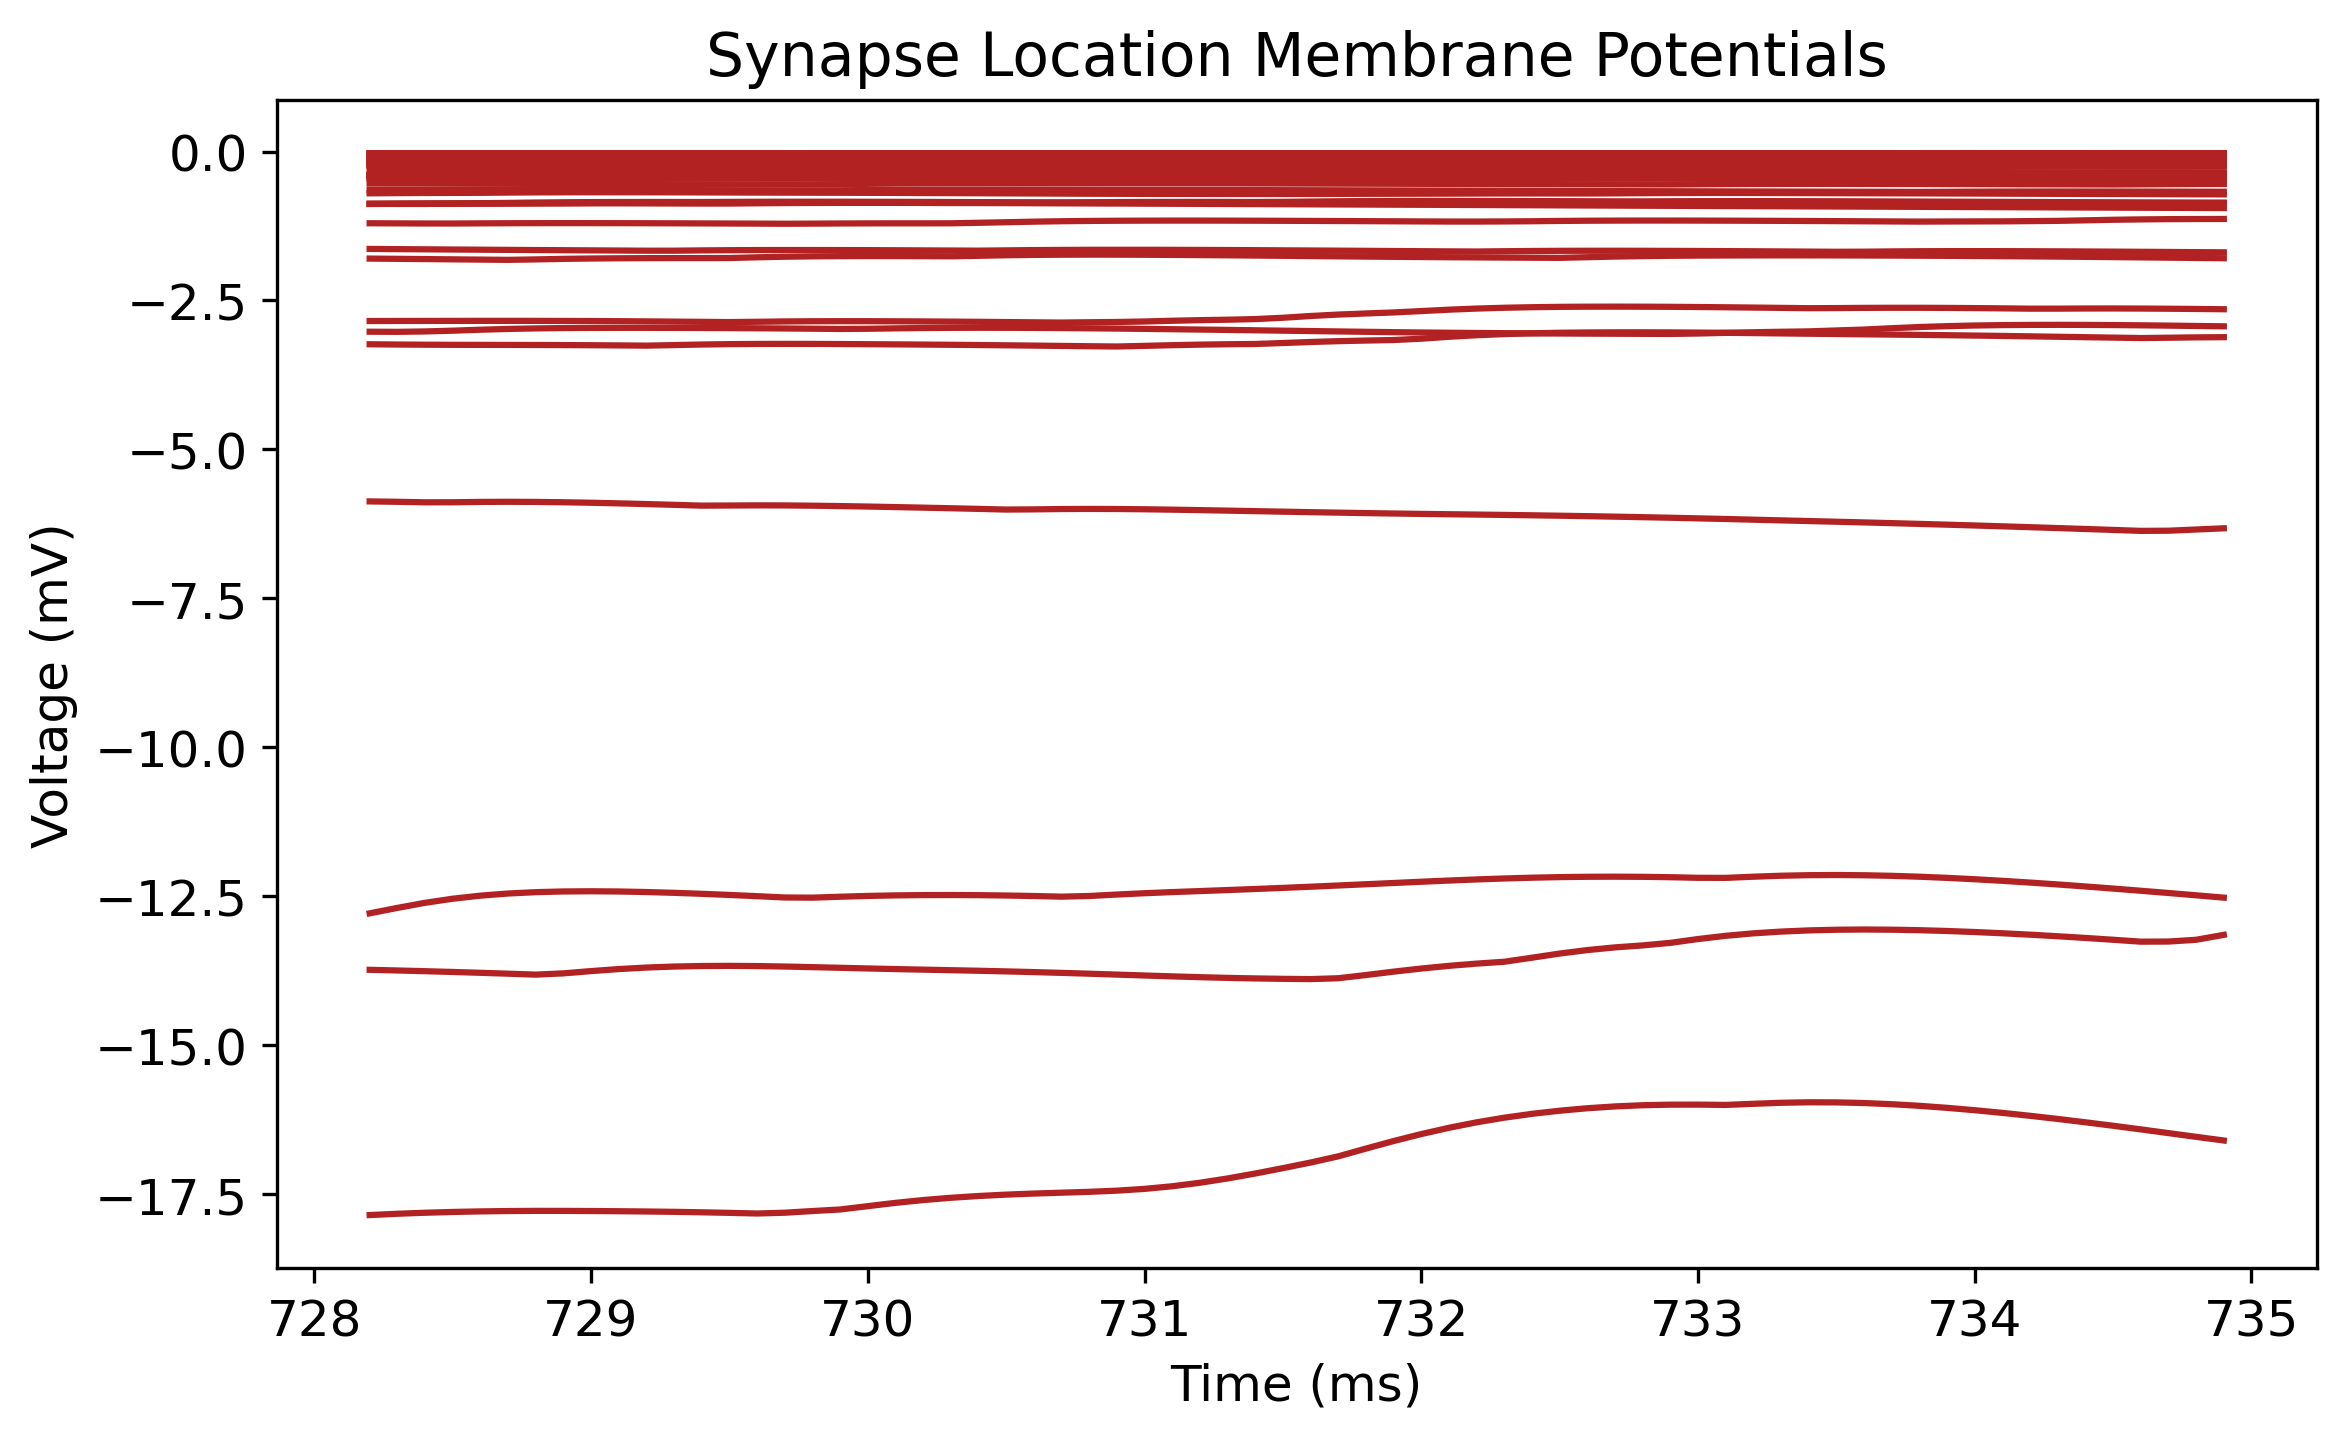 Synapse Location Membrane Potentials
Voltage (mV)
0.0
−2.5
−5.0
−7.5
−10.0
−12.5
−15.0
−17.5
728 729 730 731 732 733 734 735
Time (ms)